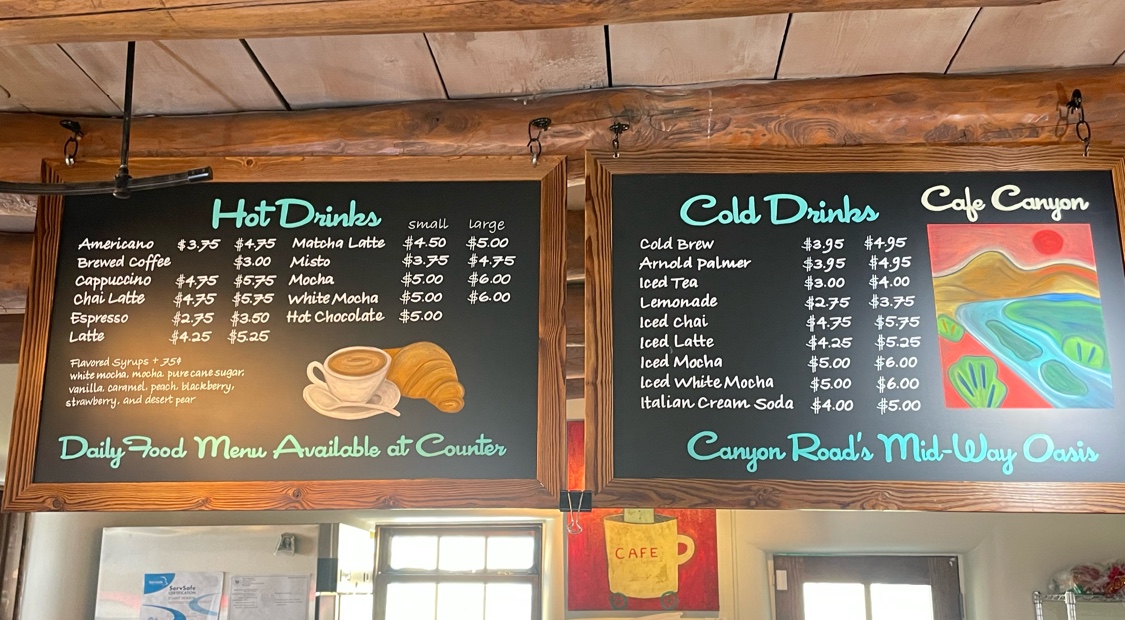 Hot Drinks
small large
Americano $3.75 $4.75 Matcha Latte $4.50 $5.00
Brewed Coffee $3.00 Misto $3.75 $4.75
Cappuccino $4.75 $5.75 Mocha $5.00 $6.00
Chai Latte $4.75 $5.75 White Mocha $5.00 $6.00
Espresso $2.75 $3.50 Hot Chocolate $5.00
Latte $4.25 $5.25
Flavored Syrups + .75¢
white mocha, mocha, pure cane sugar,
vanilla, caramel, peach, blackberry,
strawberry, and desert pear
Daily Food Menu Available at Counter
Cold Drinks
Cafe Canyon
Cold Brew $3.95 $4.95
Arnold Palmer $3.95 $4.95
Iced Tea $3.00 $4.00
Lemonade $2.75 $3.75
Iced Chai $4.75 $5.75
Iced Latte $4.25 $5.25
Iced Mocha $5.00 $6.00
Iced White Mocha $5.00 $6.00
Italian Cream Soda $4.00 $5.00
Canyon Road's Mid-Way Oasis
CAFE
ServSafe
CERTIFICATION